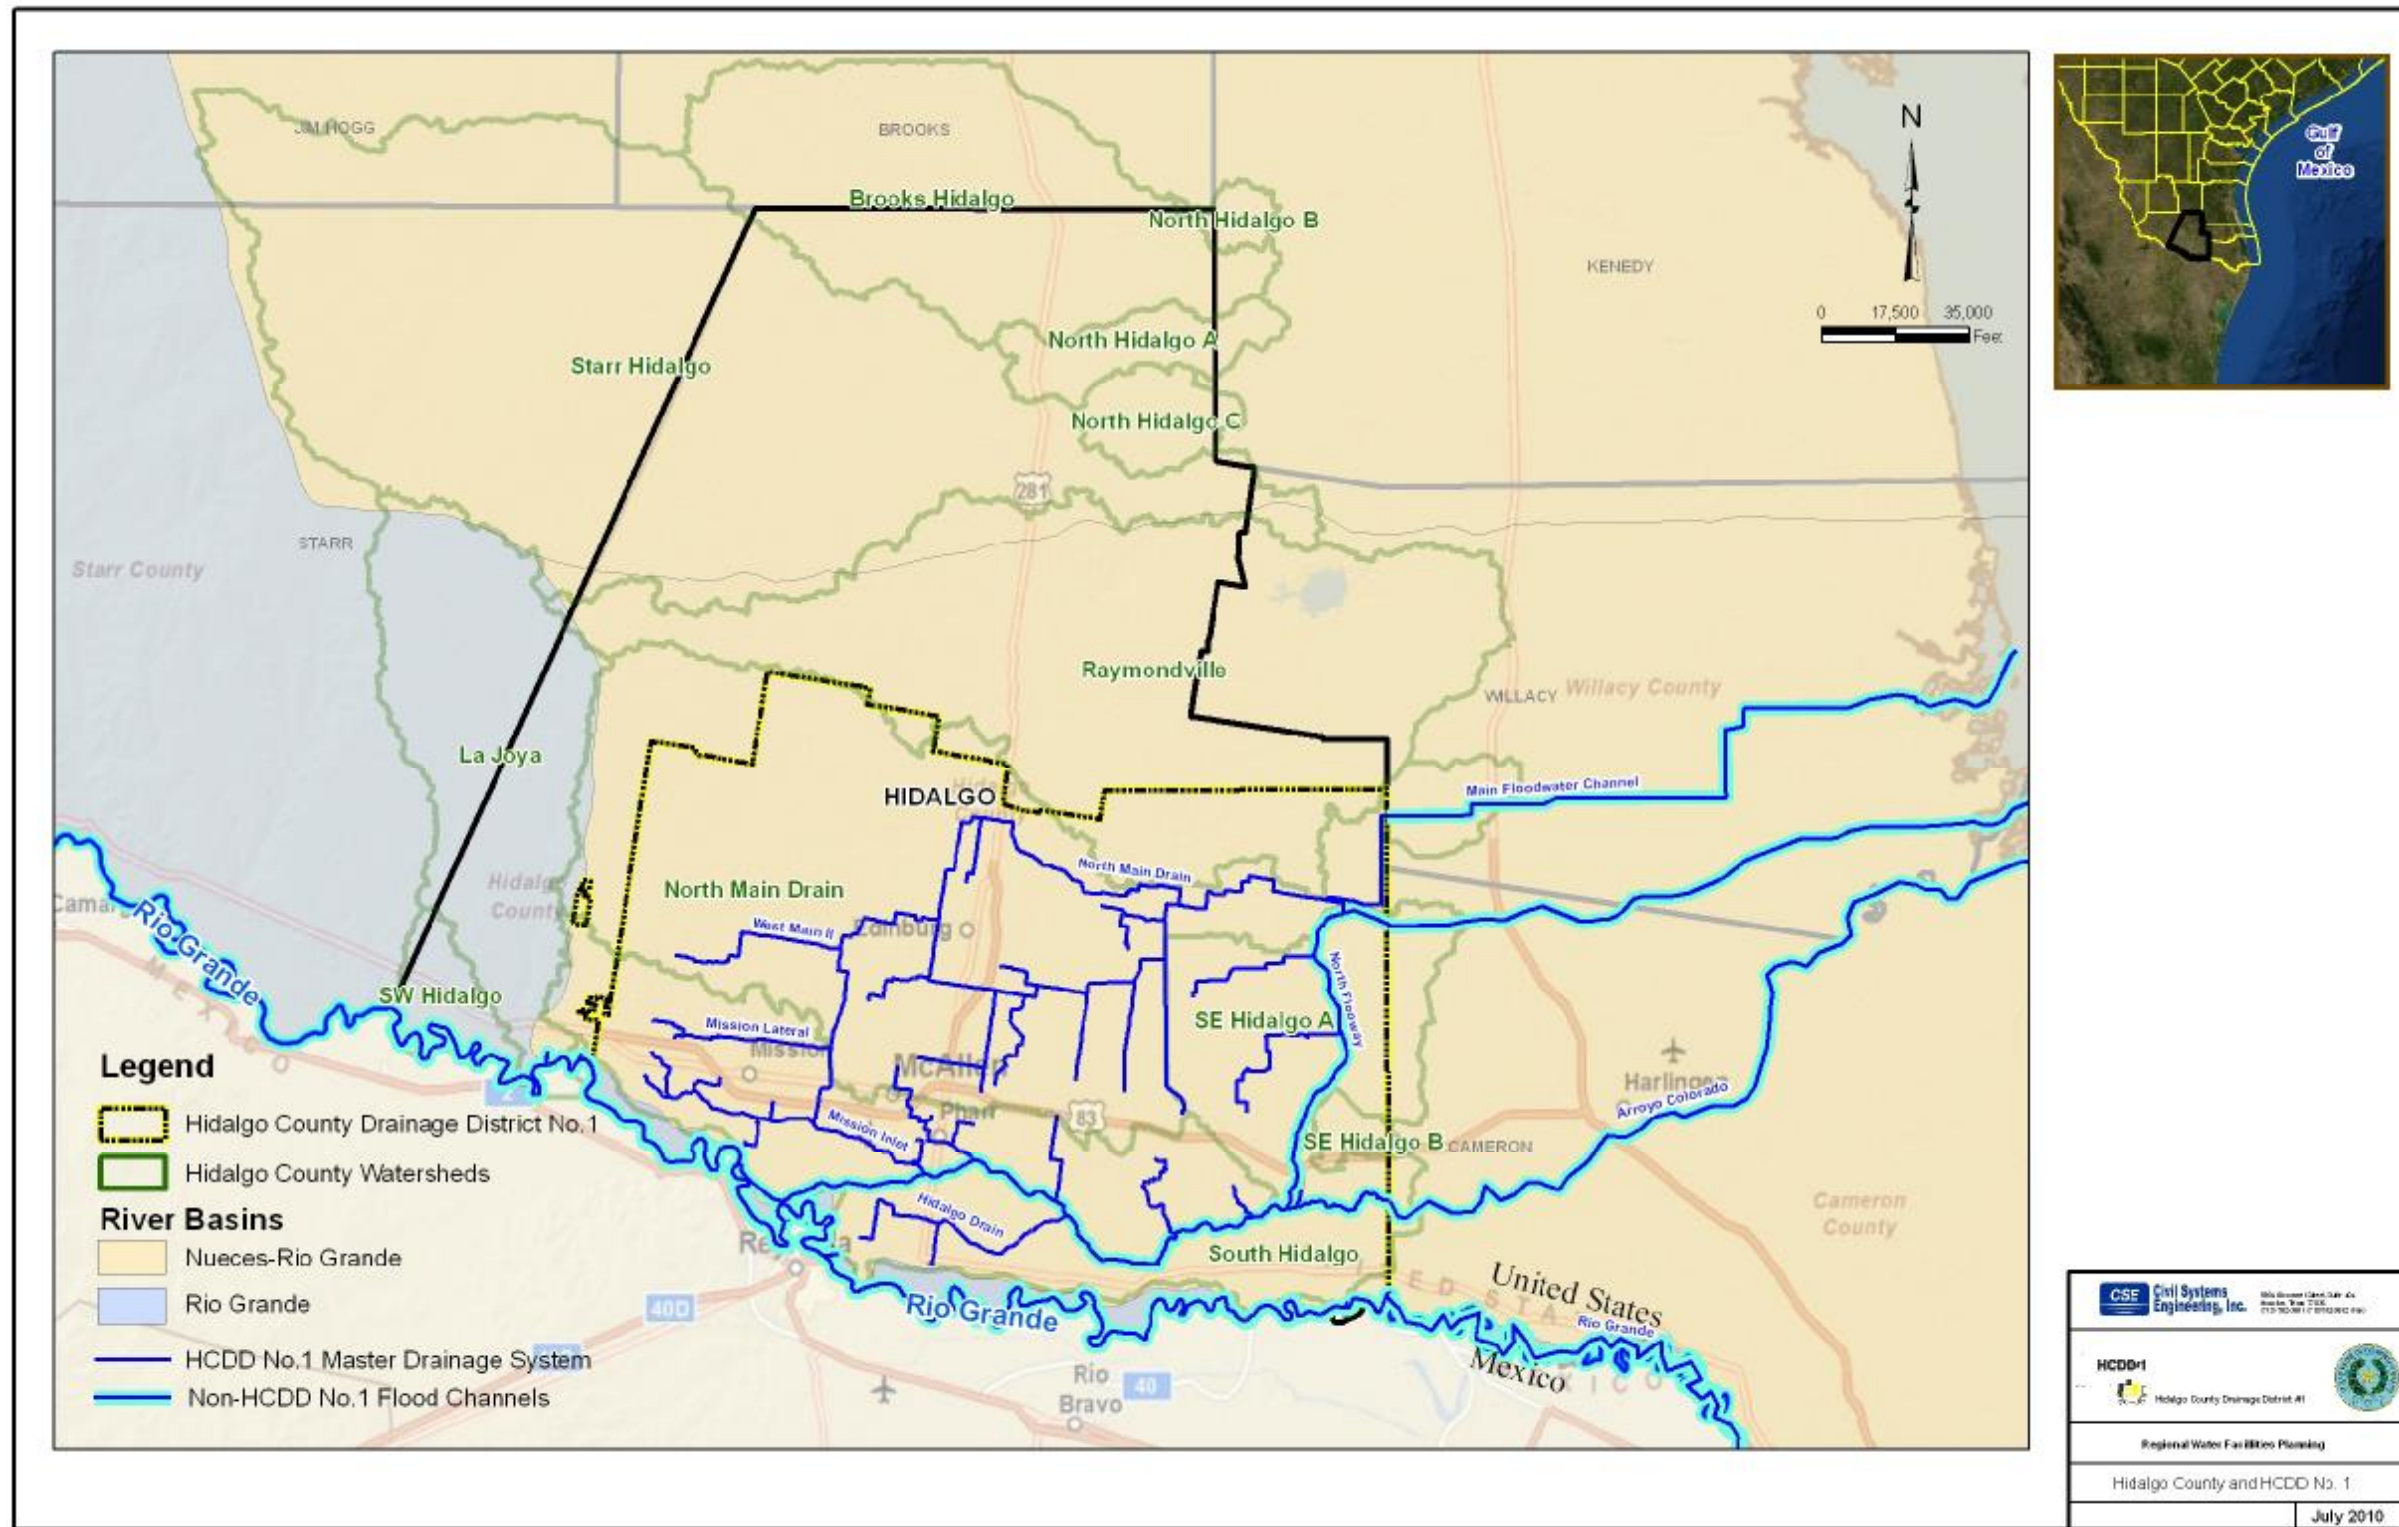 JIM HOGG
BROOKS
Brooks Hidalgo
North Hidalgo B
KENEDY
N
0 17,500 35,000
Feet
Gulf
of
Mexico
North Hidalgo A
Starr Hidalgo
North Hidalgo C
281
STARR
Starr County
Raymondville
WILLACY
Willacy County
La Joya
HIDALGO
Main Floodwater Channel
North Main Drain
Hidalgo
County
North Main Drain
West Main II
Edinburg
Rio Grande
MEXICO
SW Hidalgo
North Floodway
SE Hidalgo A
Mission Lateral
Mission
McAllen
Pharr
83
Harlingen
Arroyo Colorado
Mission Inlet
SE Hidalgo B
CAMERON
Cameron
County
Hidalgo Drain
South Hidalgo
Rio Grande
United States
Rio Grande
Mexico
40D
Rio
Bravo
40
Legend
Hidalgo County Drainage District No.1
Hidalgo County Watersheds
River Basins
Nueces-Rio Grande
Rio Grande
HCDD No.1 Master Drainage System
Non-HCDD No.1 Flood Channels
CSE Civil Systems
Engineering, Inc.
HCDD#1
Hidalgo County Drainage District #1
Regional Water Facilities Planning
Hidalgo County and HCDD No. 1
July 2010